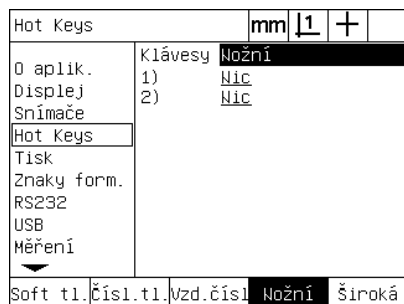 Hot Keys mm 1
Klávesy Nožní
1) Nic
2) Nic
O aplik.
Displej
Snímače
Hot Keys
Tisk
Znaky form.
RS232
USB
Měření
Soft tl. Čísl.tl. Vzd.čísl Nožní Široká